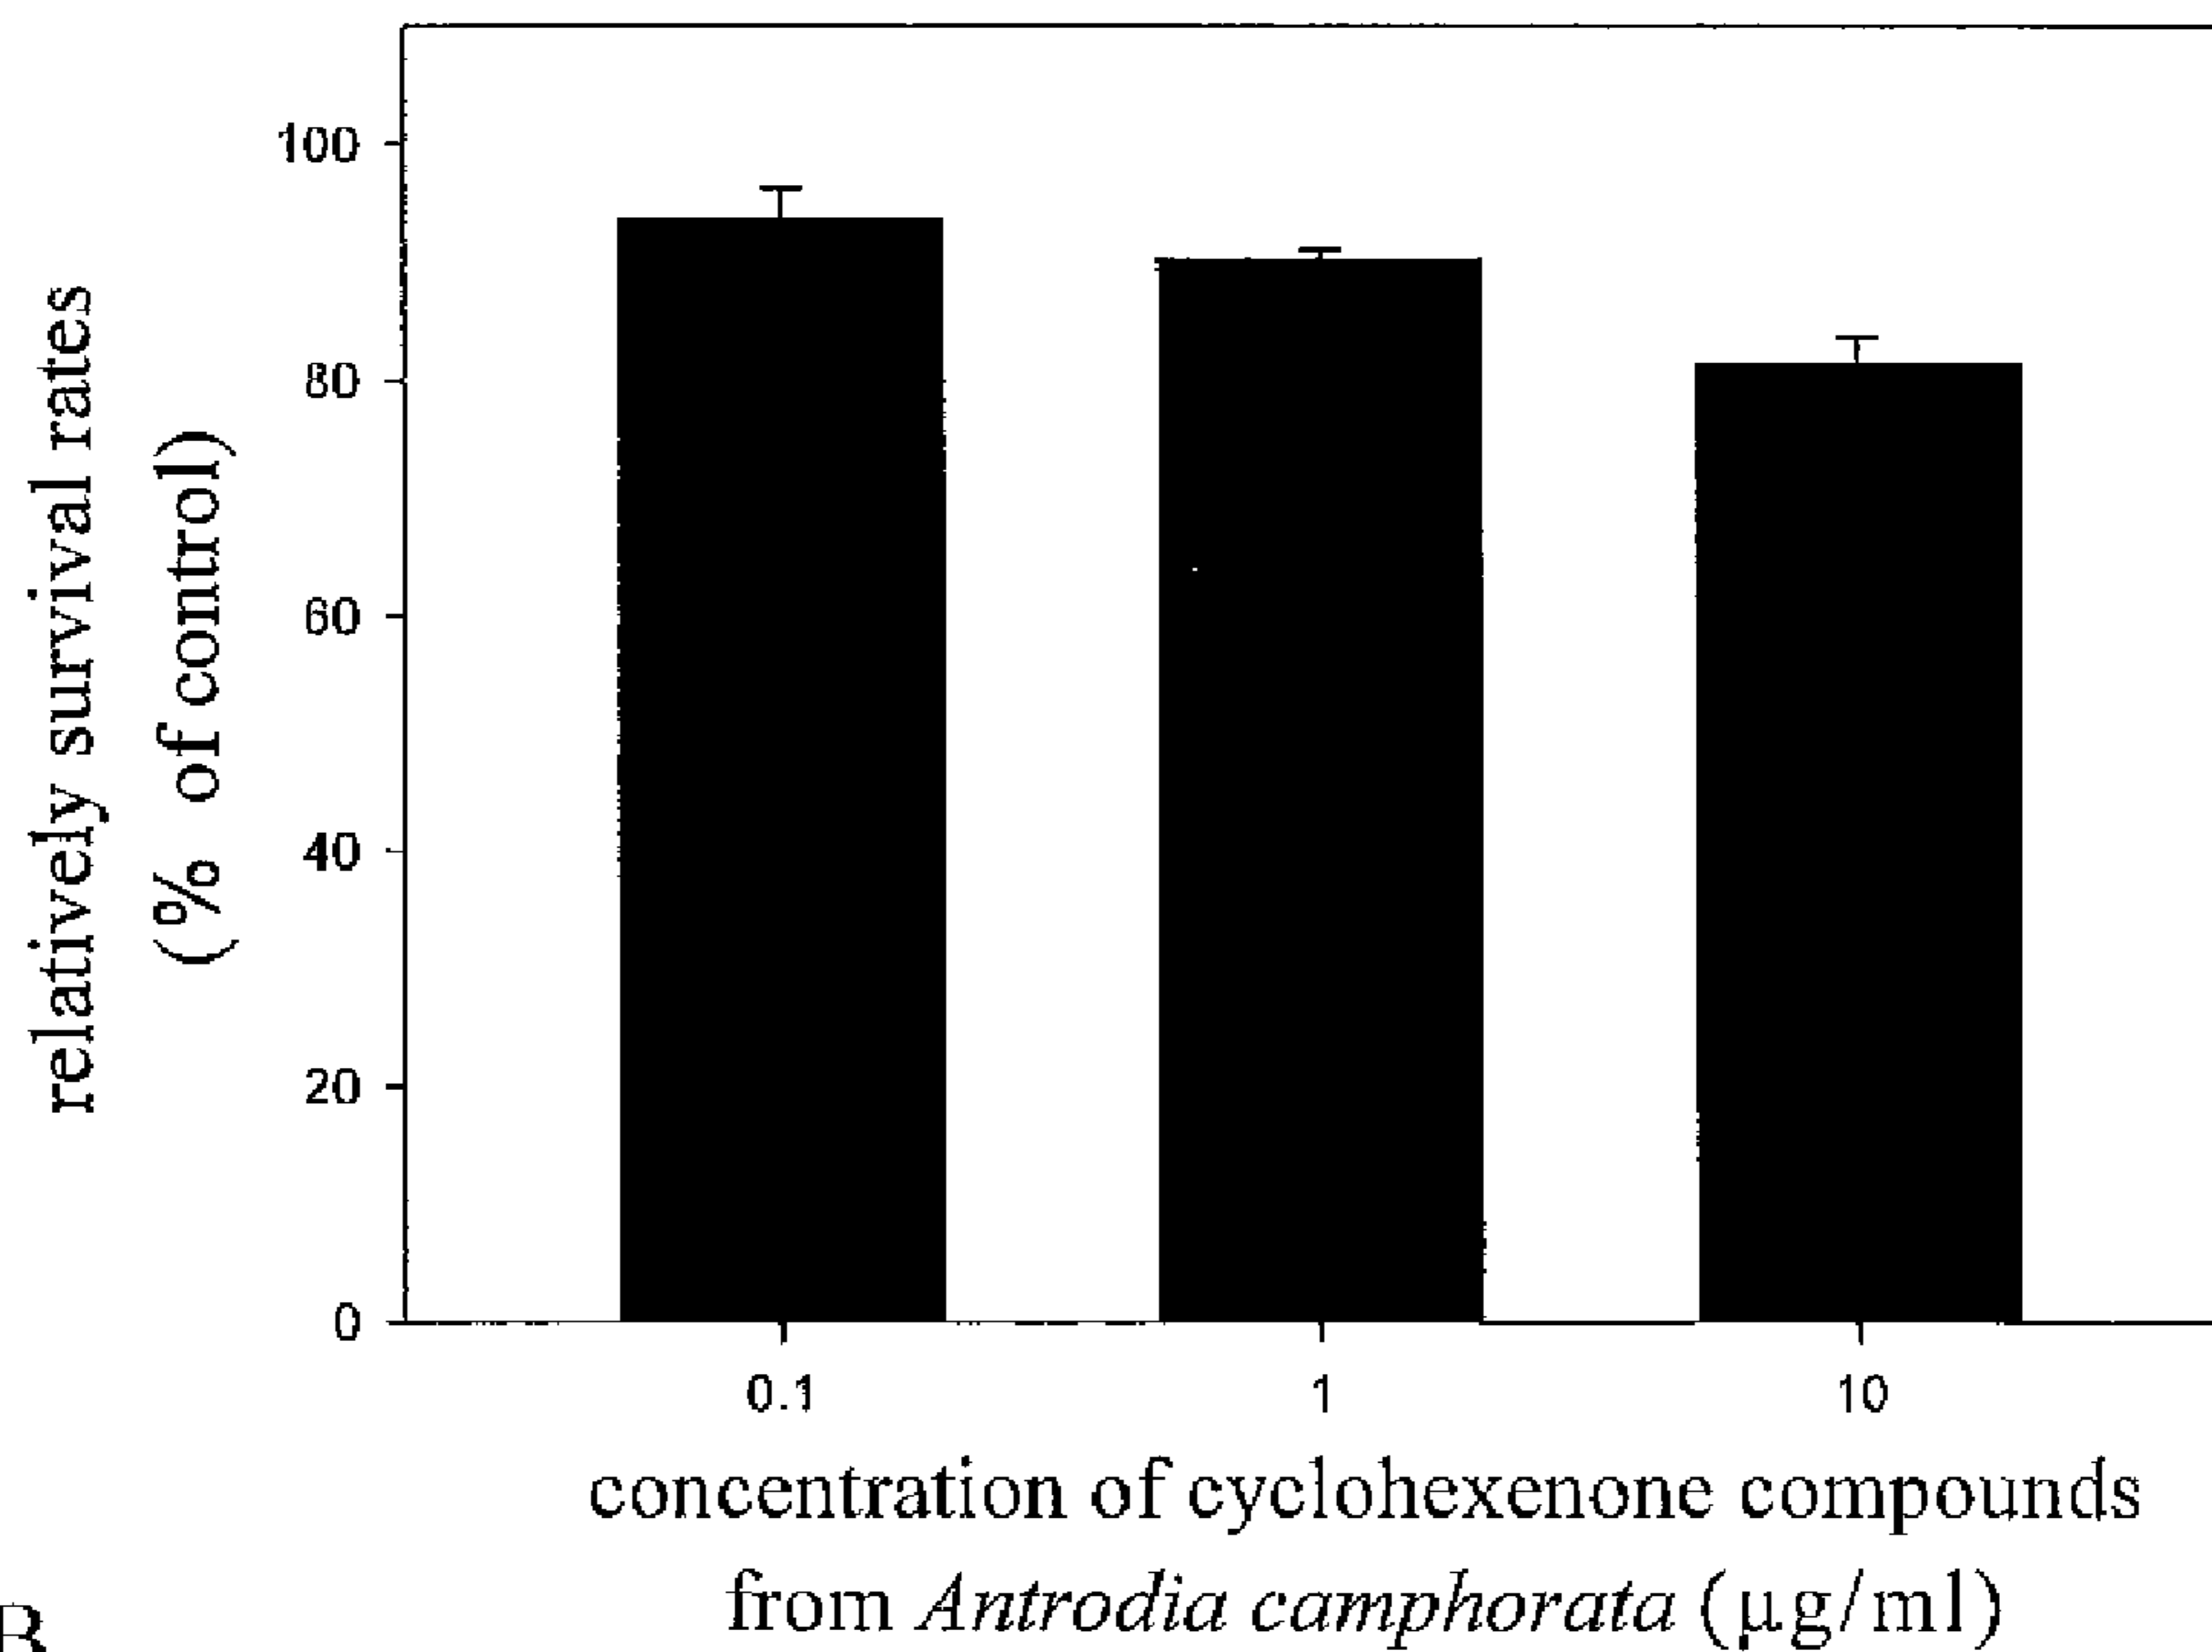 relatively survival rates
(% of control)
100
80
60
40
20
0
0.1 1 10
concentration of cyclohexenone compounds
from Antrodia camphorata (µg/ml)
B